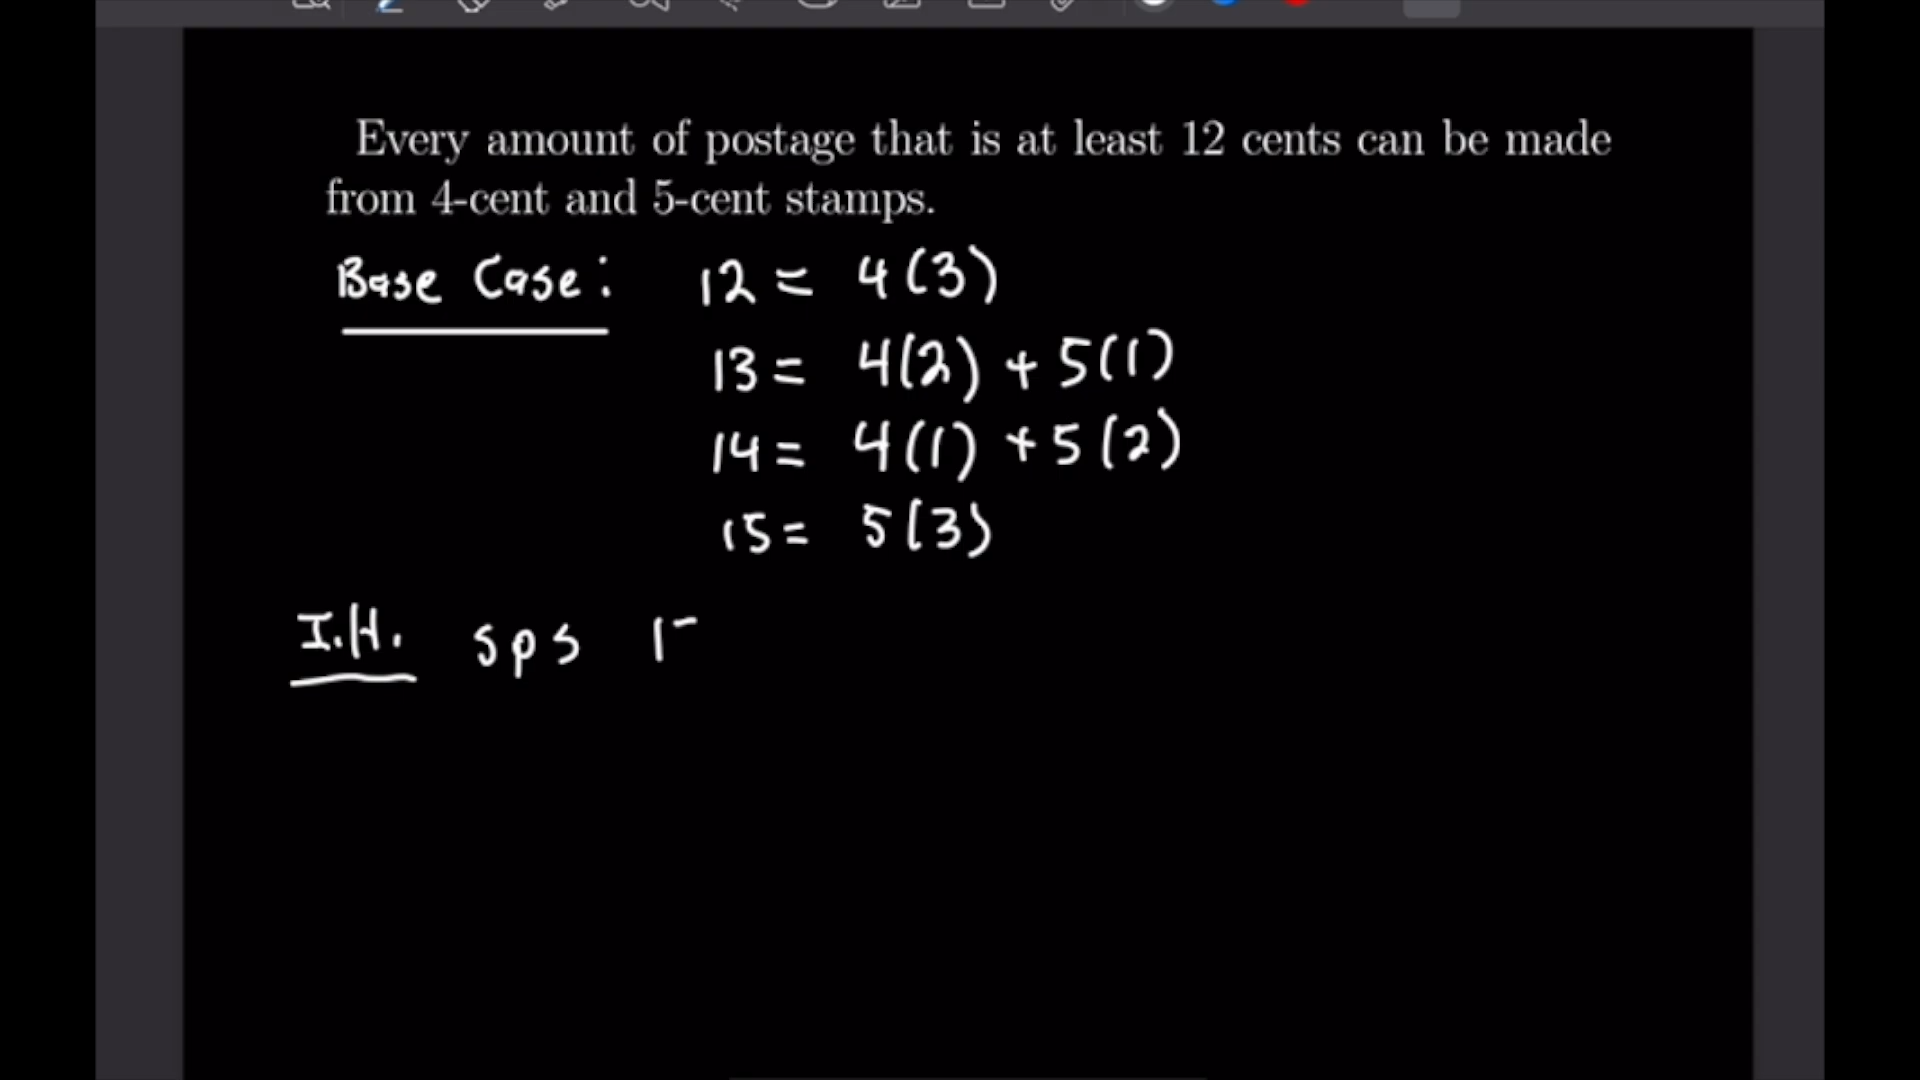 Every amount of postage that is at least 12 cents can be made
from 4-cent and 5-cent stamps.
Base Case: 12 = 4(3)
13 = 4(2) + 5(1)
14 = 4(1) + 5(2)
15 = 5(3)
I.H. sps 1